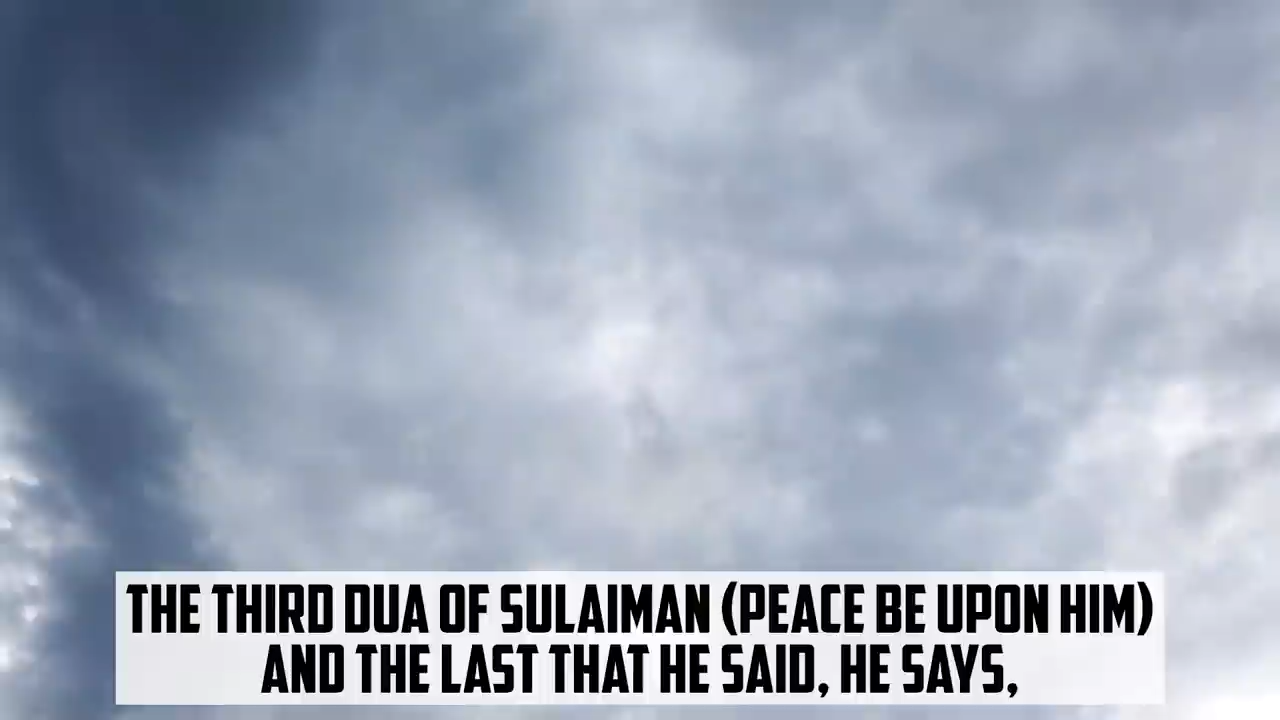 THE THIRD DUA OF SULAIMAN (PEACE BE UPON HIM)
AND THE LAST THAT HE SAID, HE SAYS,